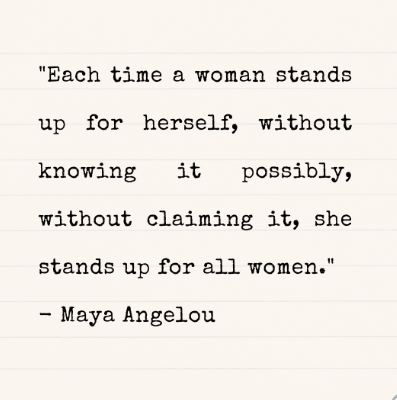 "Each time a woman stands
up for herself, without
knowing it possibly,
without claiming it, she
stands up for all women."
– Maya Angelou